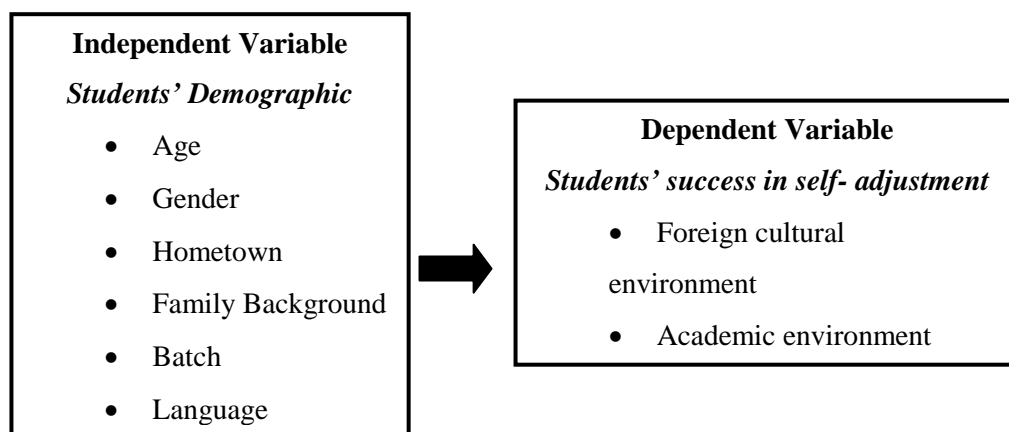 Independent Variable
Students’ Demographic
• Age
• Gender
• Hometown
• Family Background
• Batch
• Language
Dependent Variable
Students’ success in self- adjustment
• Foreign cultural
environment
• Academic environment